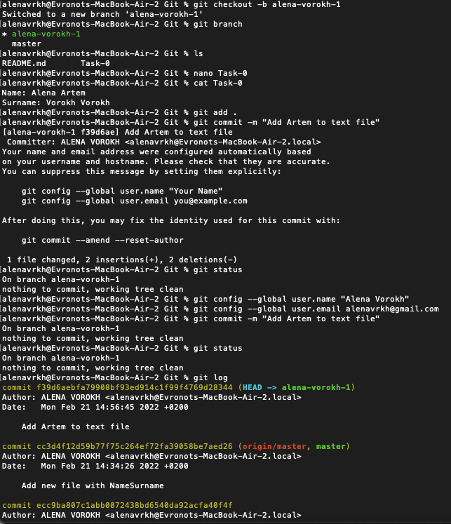 [alenavrkh@Evronots-MacBook-Air-2 Git % git checkout -b alena-vorokh-1
Switched to a new branch 'alena-vorokh-1'
[alenavrkh@Evronots-MacBook-Air-2 Git % git branch
* alena-vorokh-1
  master
[alenavrkh@Evronots-MacBook-Air-2 Git % ls
README.md       Task-0
[alenavrkh@Evronots-MacBook-Air-2 Git % nano Task-0
[alenavrkh@Evronots-MacBook-Air-2 Git % cat Task-0
Name: Alena Artem
Surname: Vorokh Vorokh
[alenavrkh@Evronots-MacBook-Air-2 Git % git add .
[alenavrkh@Evronots-MacBook-Air-2 Git % git commit -m "Add Artem to text file"
[alena-vorokh-1 f39d6ae] Add Artem to text file
 Committer: ALENA VOROKH <alenavrkh@Evronots-MacBook-Air-2.local>
Your name and email address were configured automatically based
on your username and hostname. Please check that they are accurate.
You can suppress this message by setting them explicitly:
    git config --global user.name "Your Name"
    git config --global user.email you@example.com
After doing this, you may fix the identity used for this commit with:
    git commit --amend --reset-author
 1 file changed, 2 insertions(+), 2 deletions(-)
[alenavrkh@Evronots-MacBook-Air-2 Git % git status
On branch alena-vorokh-1
nothing to commit, working tree clean
[alenavrkh@Evronots-MacBook-Air-2 Git % git config --global user.name "Alena Vorokh"
[alenavrkh@Evronots-MacBook-Air-2 Git % git config --global user.email alenavrkh@gmail.com
[alenavrkh@Evronots-MacBook-Air-2 Git % git commit -m "Add Artem to text file"
On branch alena-vorokh-1
nothing to commit, working tree clean
[alenavrkh@Evronots-MacBook-Air-2 Git % git status
On branch alena-vorokh-1
nothing to commit, working tree clean
[alenavrkh@Evronots-MacBook-Air-2 Git % git log
commit f39d6aebfa79908bf93ed914c1f99f4769d28344 (HEAD -> alena-vorokh-1)
Author: ALENA VOROKH <alenavrkh@Evronots-MacBook-Air-2.local>
Date:   Mon Feb 21 14:56:45 2022 +0200
    Add Artem to text file
commit cc3d4f12d59b77f75c264ef72fa39058be7aed26 (origin/master, master)
Author: ALENA VOROKH <alenavrkh@Evronots-MacBook-Air-2.local>
Date:   Mon Feb 21 14:34:26 2022 +0200
    Add new file with NameSurname
commit ecc9ba807c1abb0872438bd6540da92acfa40f4f
Author: ALENA VOROKH <alenavrkh@Evronots-MacBook-Air-2.local>